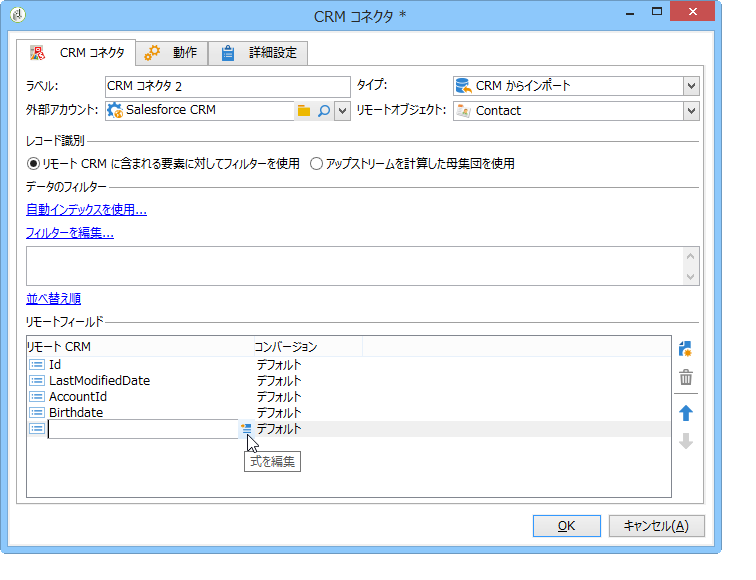 CRM コネクタ *
CRM コネクタ 動作 詳細設定
ラベル: CRM コネクタ 2 タイプ: CRM からインポート
外部アカウント: Salesforce CRM リモートオブジェクト: Contact
レコード識別
リモート CRM に含まれる要素に対してフィルターを使用 アップストリームを計算した母集団を使用
データのフィルター
自動インデックスを使用...
フィルターを編集...
並べ替え順
リモートフィールド
リモート CRM コンバージョン
Id デフォルト
LastModifiedDate デフォルト
AccountId デフォルト
Birthdate デフォルト
デフォルト
式を編集
OK キャンセル(A)